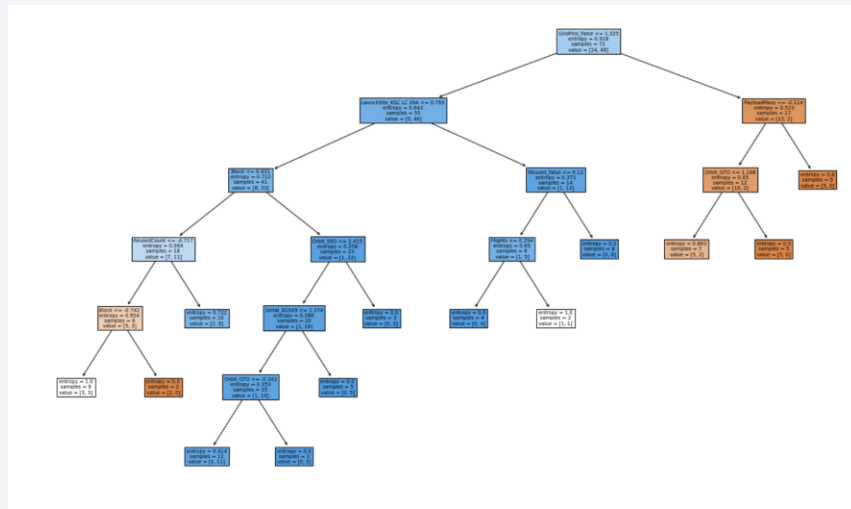 GridFins_False <= 1.325
entropy = 0.918
samples = 72
value = [24, 48]
LaunchSite_KSC LC 39A <= 0.793
entropy = 0.643
samples = 55
value = [9, 46]
PayloadMass <= -0.114
entropy = 0.523
samples = 17
value = [15, 2]
Block <= 0.431
entropy = 0.712
samples = 41
value = [8, 33]
Reused_False <= 0.12
entropy = 0.371
samples = 14
value = [1, 13]
Orbit_GTO <= 1.168
entropy = 0.65
samples = 12
value = [10, 2]
entropy = 0.0
samples = 5
value = [5, 0]
ReusedCount <= -0.717
entropy = 0.964
samples = 18
value = [7, 11]
Orbit_SSO <= 2.415
entropy = 0.258
samples = 23
value = [1, 22]
Flights <= 0.294
entropy = 0.65
samples = 6
value = [1, 5]
entropy = 0.0
samples = 8
value = [0, 8]
entropy = 0.863
samples = 7
value = [5, 2]
entropy = 0.0
samples = 5
value = [5, 0]
Block <= -0.742
entropy = 0.954
samples = 8
value = [5, 3]
entropy = 0.722
samples = 10
value = [2, 8]
Serial_B1049 <= 1.374
entropy = 0.286
samples = 20
value = [1, 19]
entropy = 0.0
samples = 3
value = [0, 3]
entropy = 0.0
samples = 4
value = [0, 4]
entropy = 1.0
samples = 2
value = [1, 1]
entropy = 1.0
samples = 6
value = [3, 3]
entropy = 0.0
samples = 2
value = [2, 0]
Orbit_GTO <= -0.342
entropy = 0.353
samples = 15
value = [1, 14]
entropy = 0.0
samples = 5
value = [0, 5]
entropy = 0.414
samples = 12
value = [1, 11]
entropy = 0.0
samples = 3
value = [0, 3]